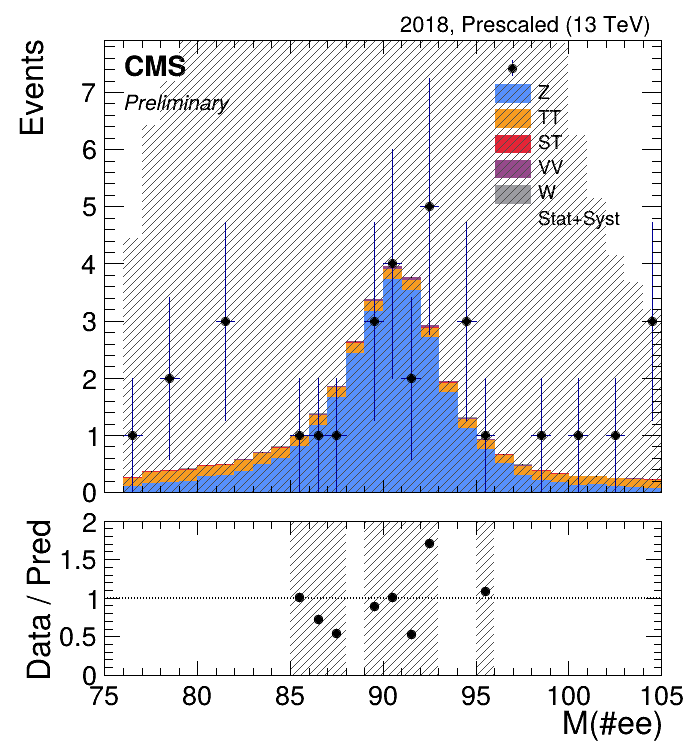 2018, Prescaled (13 TeV)
Events
CMS
Preliminary
Z
TT
ST
VV
W
Stat+Syst
7
6
5
4
3
2
1
0
Data / Pred
2
1.5
1
0.5
0
75 80 85 90 95 100 105
M(#ee)